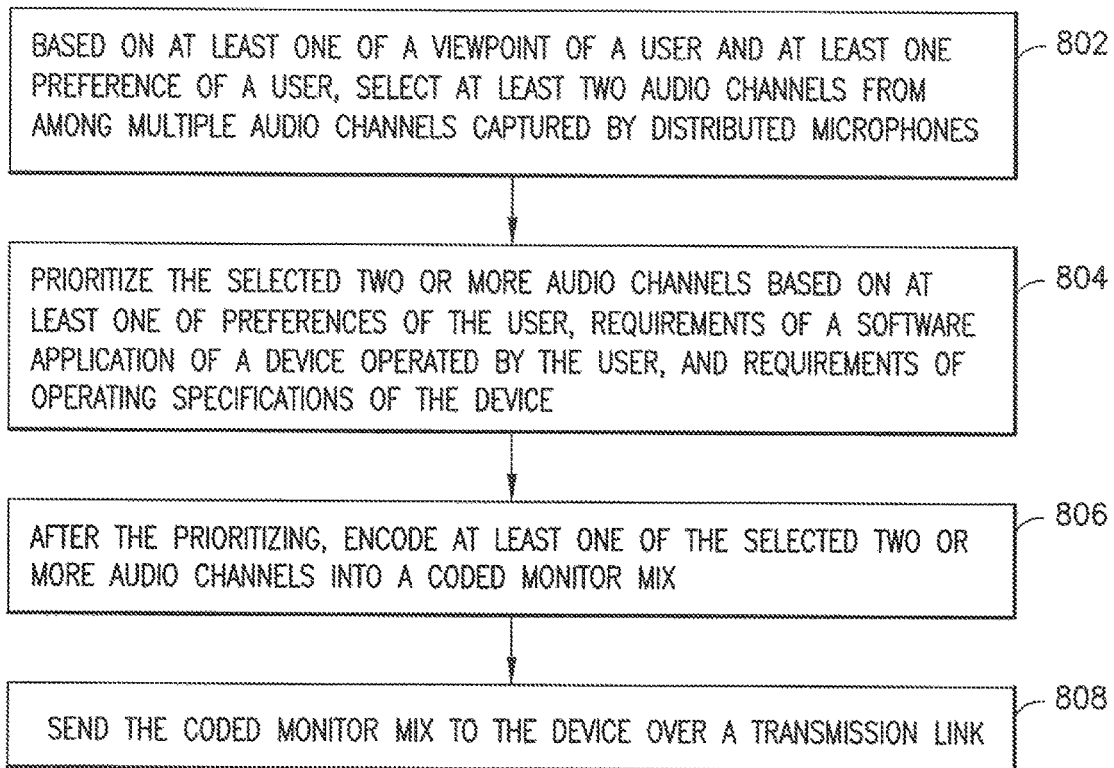 BASED ON AT LEAST ONE OF A VIEWPOINT OF A USER AND AT LEAST ONE
PREFERENCE OF A USER, SELECT AT LEAST TWO AUDIO CHANNELS FROM
AMONG MULTIPLE AUDIO CHANNELS CAPTURED BY DISTRIBUTED MICROPHONES
802
PRIORITIZE THE SELECTED TWO OR MORE AUDIO CHANNELS BASED ON AT
LEAST ONE OF PREFERENCES OF THE USER, REQUIREMENTS OF A SOFTWARE
APPLICATION OF A DEVICE OPERATED BY THE USER, AND REQUIREMENTS OF
OPERATING SPECIFICATIONS OF THE DEVICE
804
AFTER THE PRIORITIZING, ENCODE AT LEAST ONE OF THE SELECTED TWO OR
MORE AUDIO CHANNELS INTO A CODED MONITOR MIX
806
SEND THE CODED MONITOR MIX TO THE DEVICE OVER A TRANSMISSION LINK
808